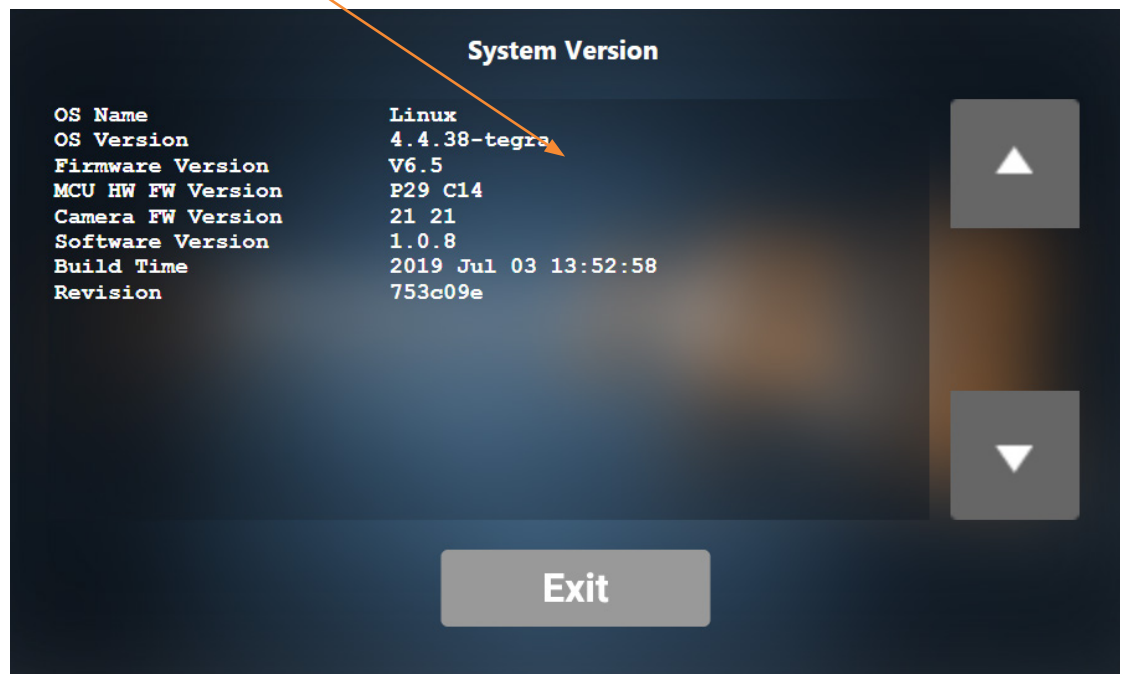 System Version
OS Name Linux
OS Version 4.4.38-tegra
Firmware Version V6.5
MCU HW FW Version P29 C14
Camera FW Version 21 21
Software Version 1.0.8
Build Time 2019 Jul 03 13:52:58
Revision 753c09e
Exit